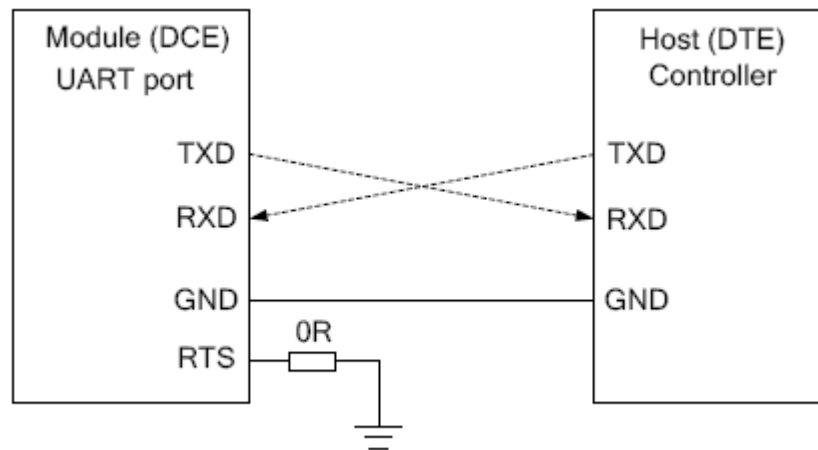 Module (DCE)
UART port
TXD
RXD
GND
RTS
0R
Host (DTE)
Controller
TXD
RXD
GND